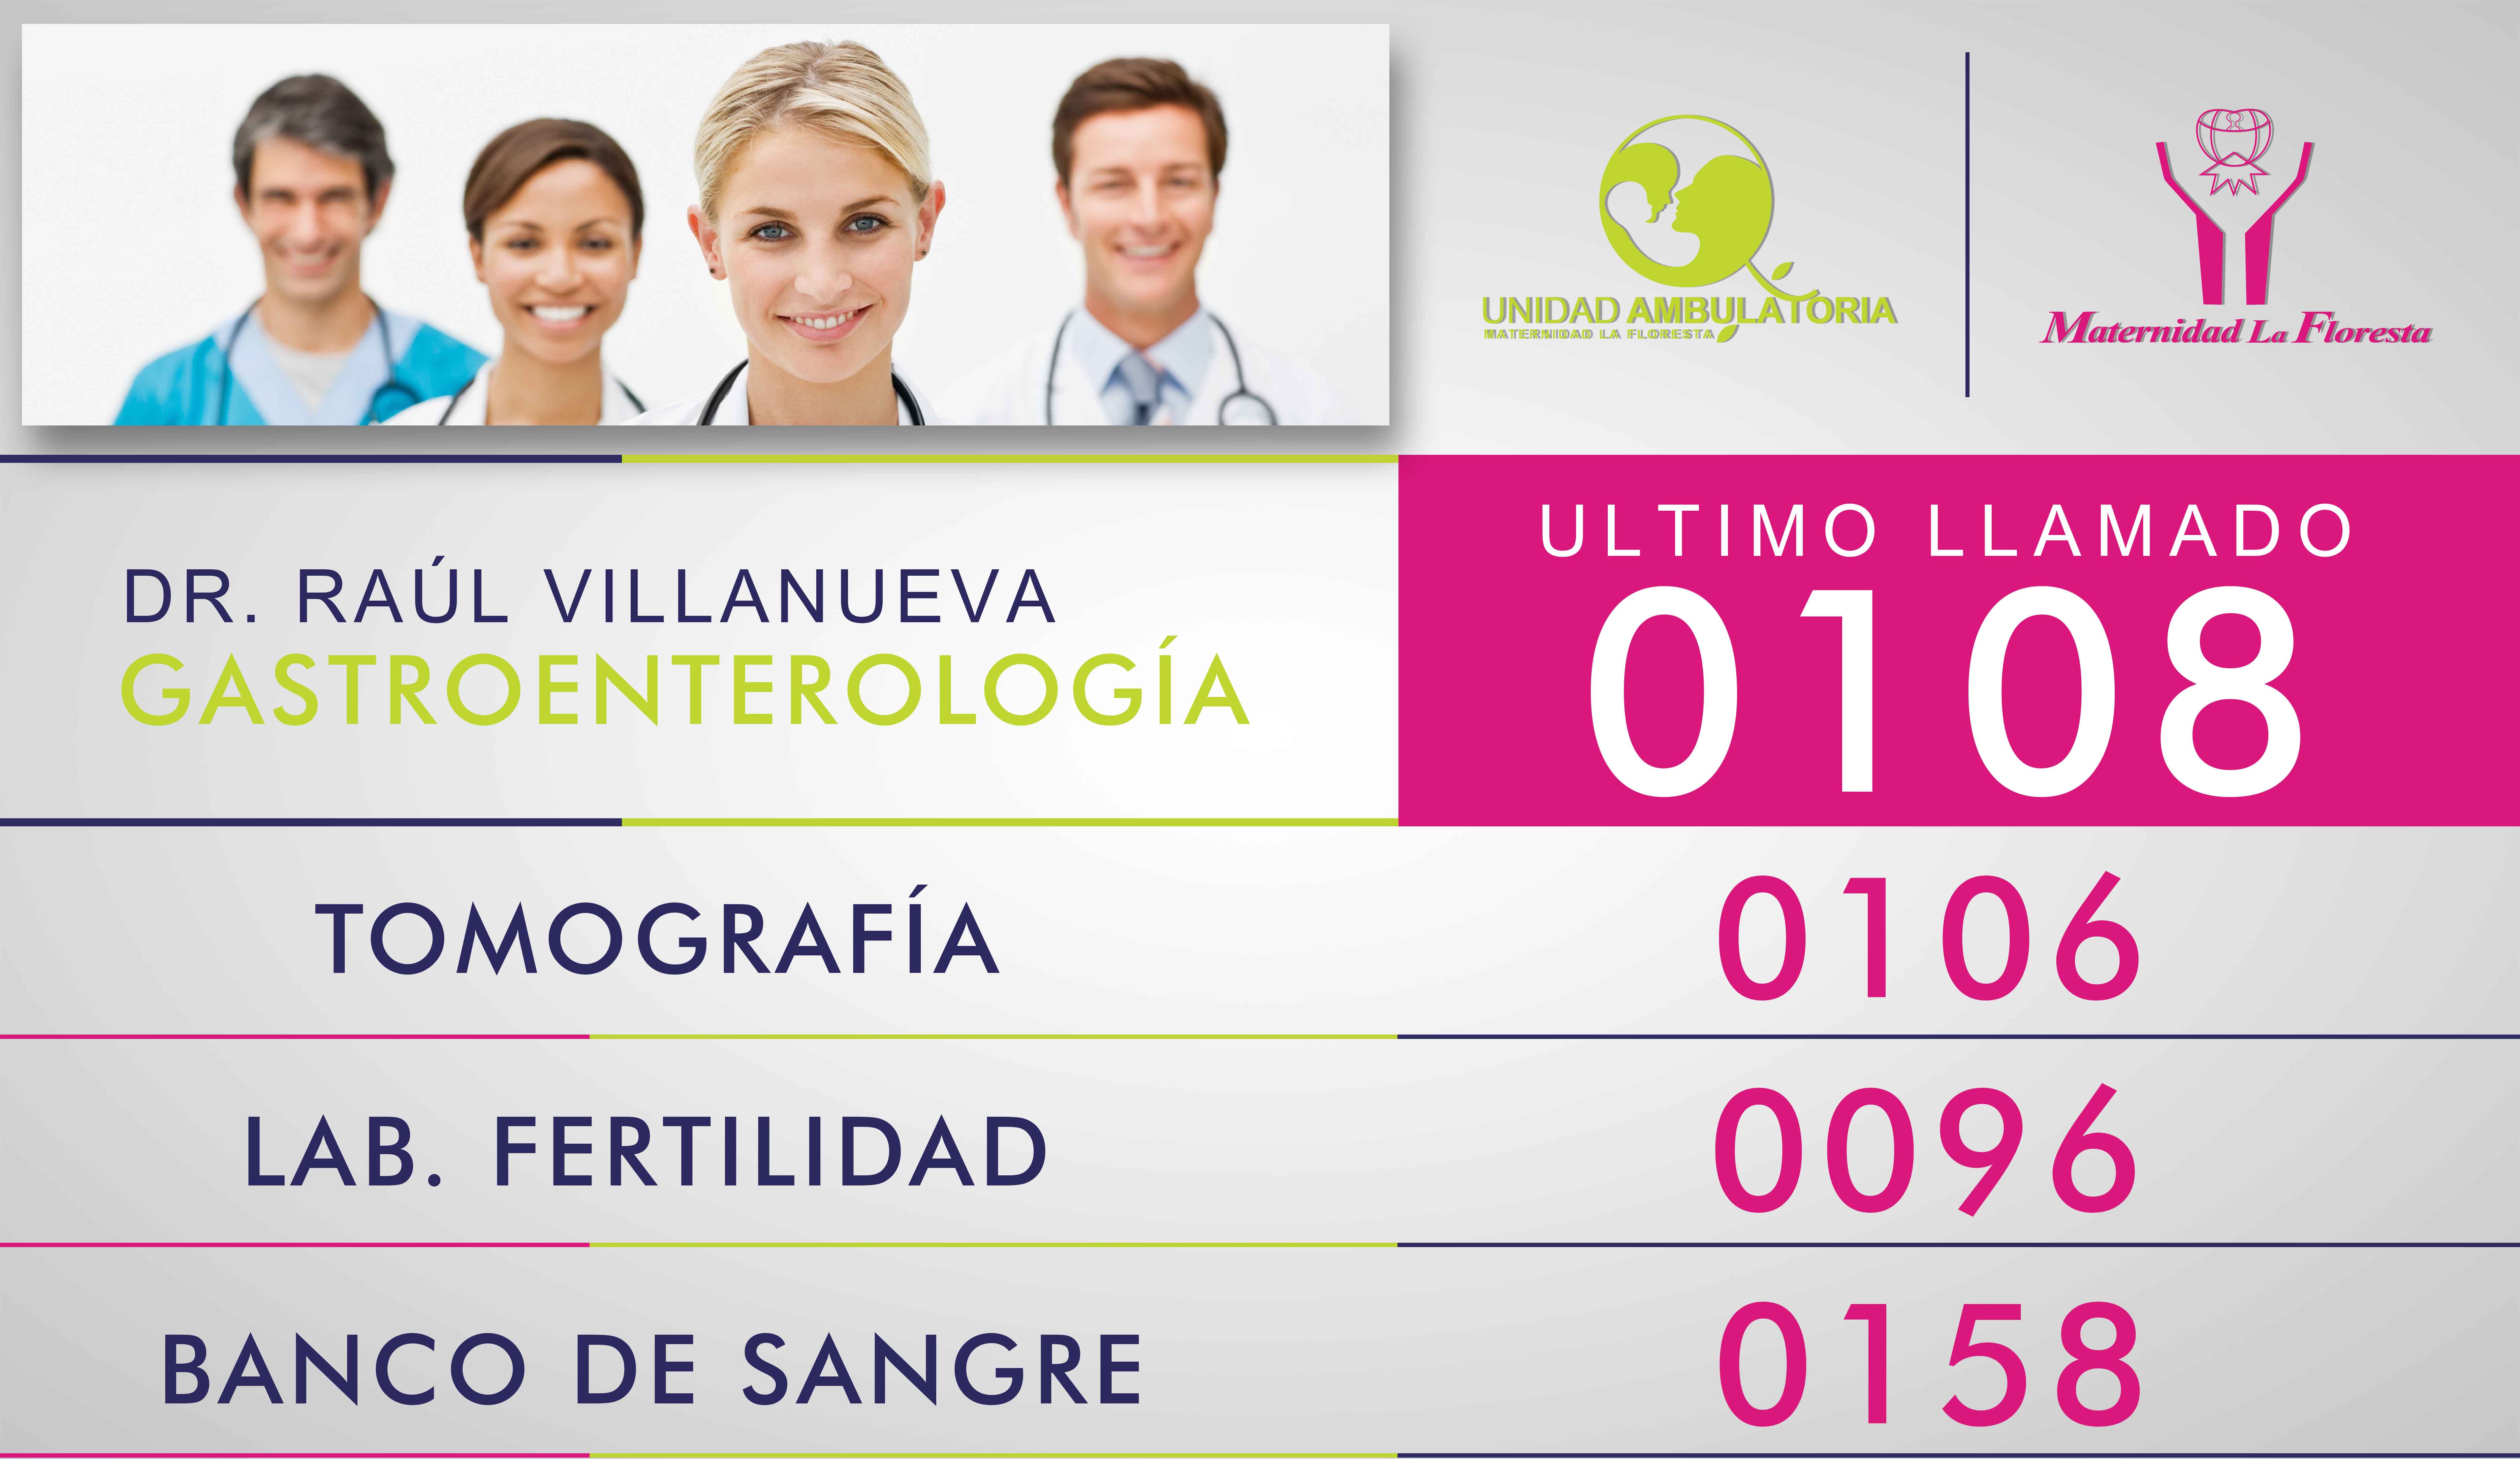 UNIDAD AMBULATORIA
MATERNIDAD LA FLORESTA
Maternidad La Floresta
DR. RAÚL VILLANUEVA
GASTROENTEROLOGÍA
ULTIMO LLAMADO
0108
TOMOGRAFÍA
0106
LAB. FERTILIDAD
0096
BANCO DE SANGRE
0158